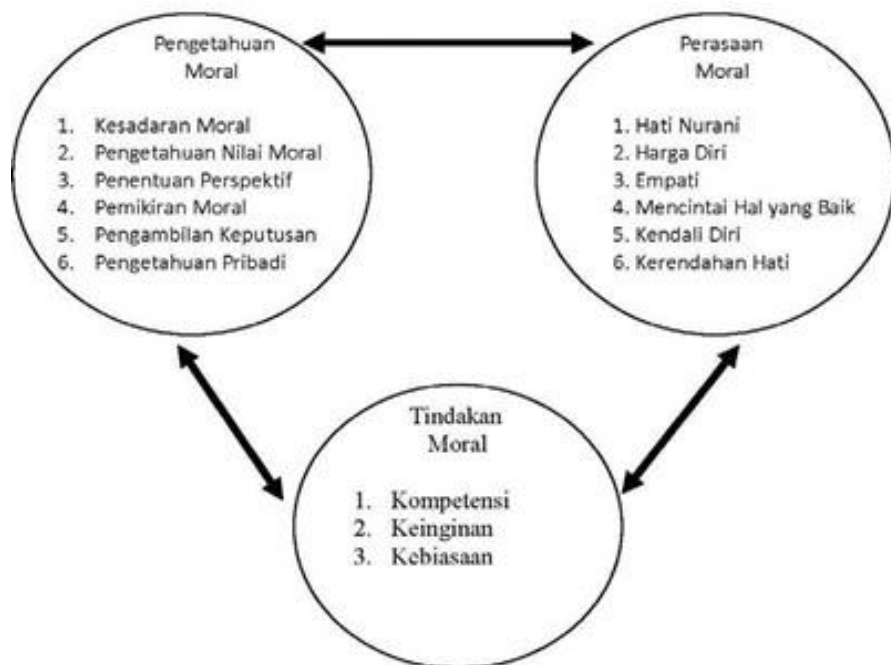 Pengetahuan
Moral
1. Kesadaran Moral
2. Pengetahuan Nilai Moral
3. Penentuan Perspektif
4. Pemikiran Moral
5. Pengambilan Keputusan
6. Pengetahuan Pribadi
Perasaan
Moral
1. Hati Nurani
2. Harga Diri
3. Empati
4. Mencintai Hal yang Baik
5. Kendali Diri
6. Kerendahan Hati
Tindakan
Moral
1. Kompetensi
2. Keinginan
3. Kebiasaan